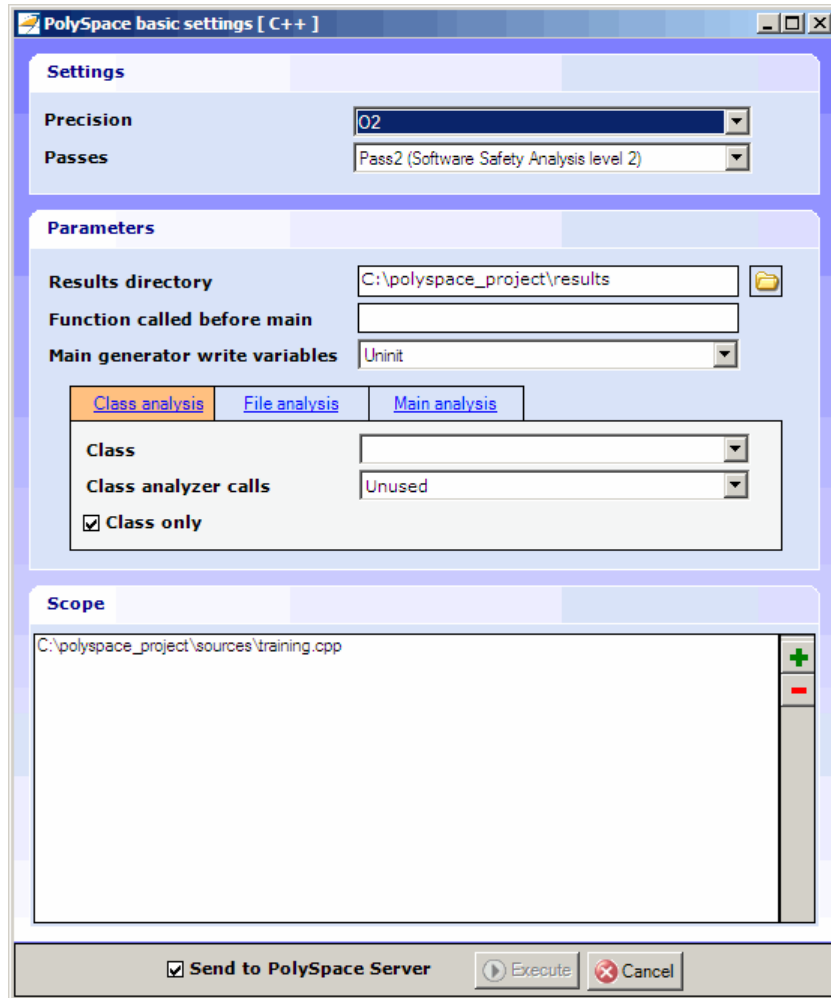 PolySpace basic settings [ C++ ]
Settings
Precision
O2
Passes
Pass2 (Software Safety Analysis level 2)
Parameters
Results directory
C:\polyspace_project\results
Function called before main
Main generator write variables
Uninit
Class analysis File analysis Main analysis
Class
Class analyzer calls
Unused
Class only
Scope
C:\polyspace_project\sources\training.cpp
Send to PolySpace Server Execute Cancel